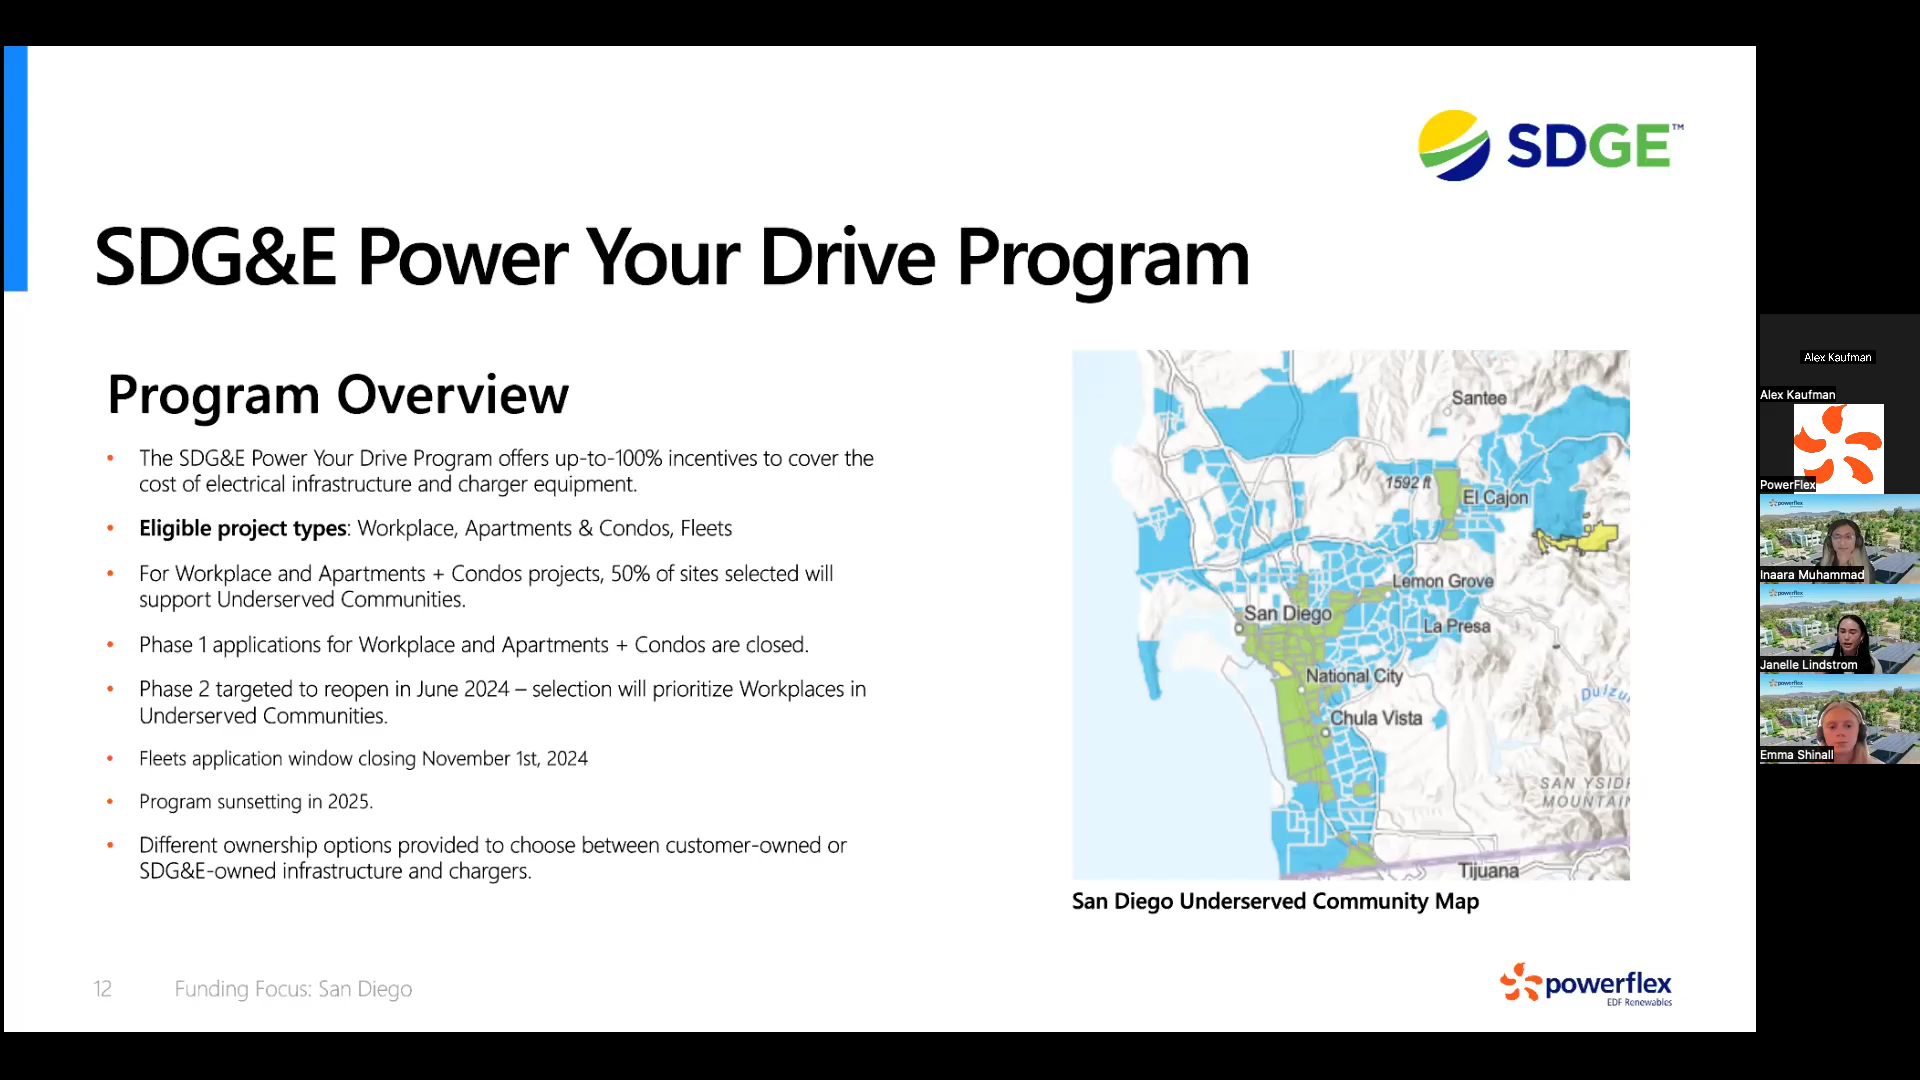 SDGE™
SDG&E Power Your Drive Program
Program Overview
• The SDG&E Power Your Drive Program offers up-to-100% incentives to cover the
cost of electrical infrastructure and charger equipment.
• Eligible project types: Workplace, Apartments & Condos, Fleets
• For Workplace and Apartments + Condos projects, 50% of sites selected will
support Underserved Communities.
• Phase 1 applications for Workplace and Apartments + Condos are closed.
• Phase 2 targeted to reopen in June 2024 – selection will prioritize Workplaces in
Underserved Communities.
• Fleets application window closing November 1st, 2024
• Program sunsetting in 2025.
• Different ownership options provided to choose between customer-owned or
SDG&E-owned infrastructure and chargers.
Santee
1592 ft
El Cajon
Lemon Grove
San Diego
La Presa
National City
Chula Vista
Tijuana
San Diego Underserved Community Map
12
Funding Focus: San Diego
powerflex
EDF Renewables
Alex Kaufman
Alex Kaufman
PowerFlex
powerflex
Inaara Muhammad
powerflex
Janelle Lindstrom
powerflex
Emma Shinall